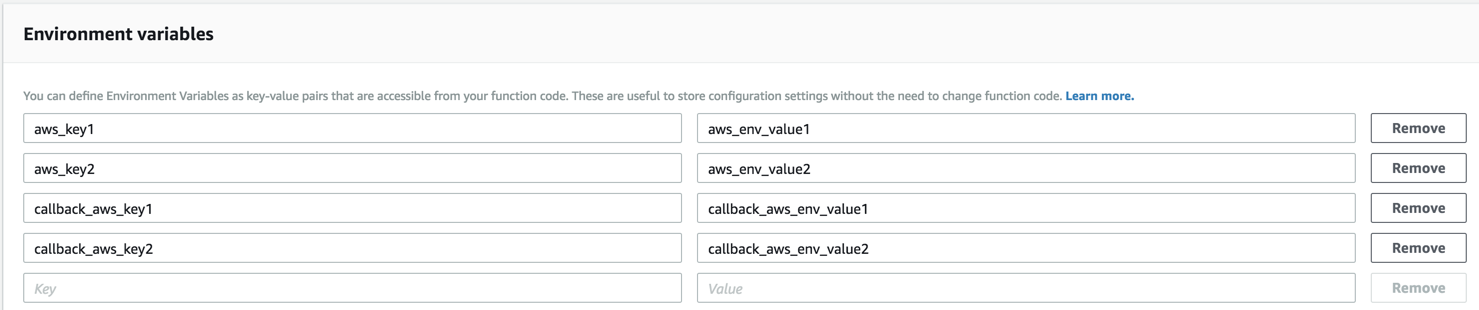 Environment variables
You can define Environment Variables as key-value pairs that are accessible from your function code. These are useful to store configuration settings without the need to change function code. Learn more.
aws_key1 aws_env_value1 Remove
aws_key2 aws_env_value2 Remove
callback_aws_key1 callback_aws_env_value1 Remove
callback_aws_key2 callback_aws_env_value2 Remove
Key Value Remove